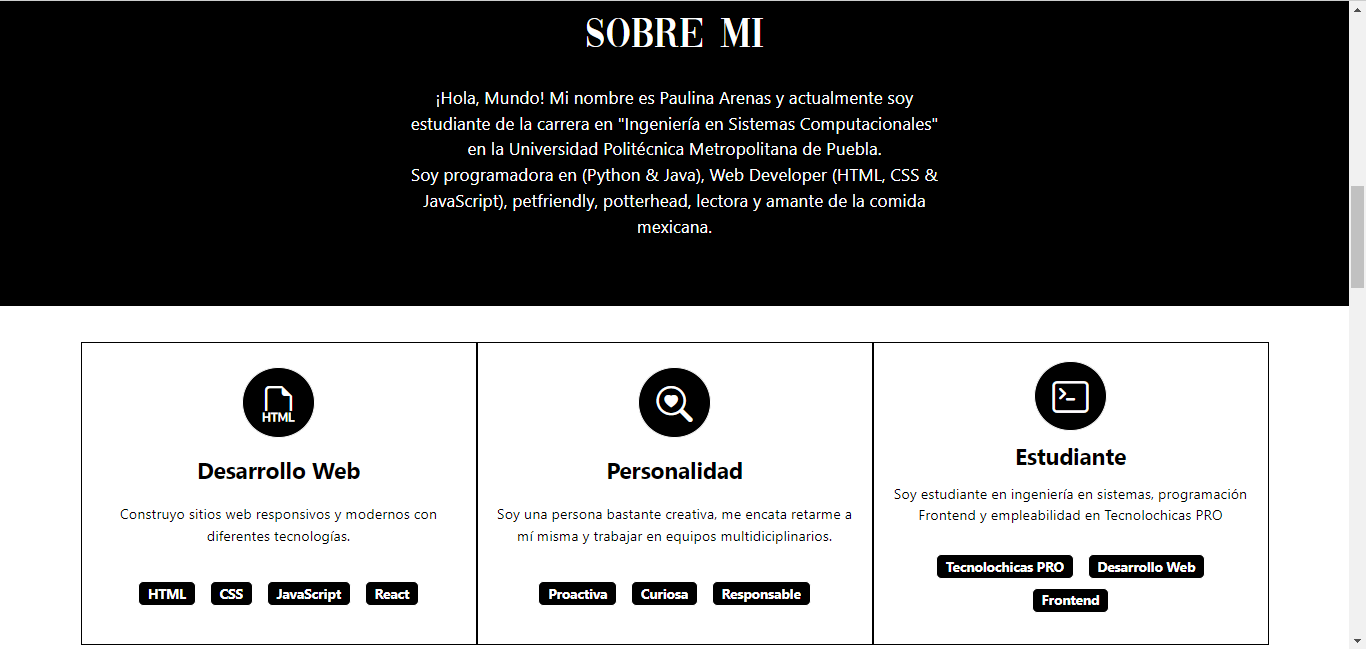 SOBRE MI
¡Hola, Mundo! Mi nombre es Paulina Arenas y actualmente soy
estudiante de la carrera en "Ingeniería en Sistemas Computacionales"
en la Universidad Politécnica Metropolitana de Puebla.
Soy programadora en (Python & Java), Web Developer (HTML, CSS &
JavaScript), petfriendly, potterhead, lectora y amante de la comida
mexicana.
HTML
Desarrollo Web
Construyo sitios web responsivos y modernos con
diferentes tecnologías.
HTML CSS JavaScript React
Personalidad
Soy una persona bastante creativa, me encata retarme a
mí misma y trabajar en equipos multidiciplinarios.
Proactiva Curiosa Responsable
Estudiante
Soy estudiante en ingeniería en sistemas, programación
Frontend y empleabilidad en Tecnolochicas PRO
Tecnolochicas PRO Desarrollo Web
Frontend